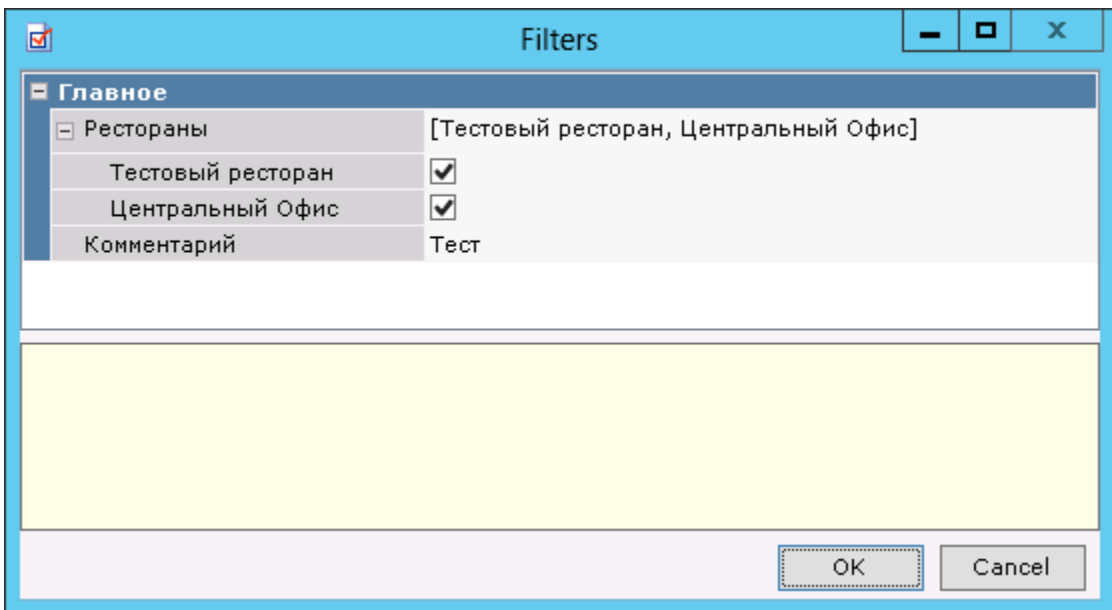 Filters
Главное
Рестораны [Тестовый ресторан, Центральный Офис]
Тестовый ресторан
Центральный Офис
Комментарий Тест
OK Cancel